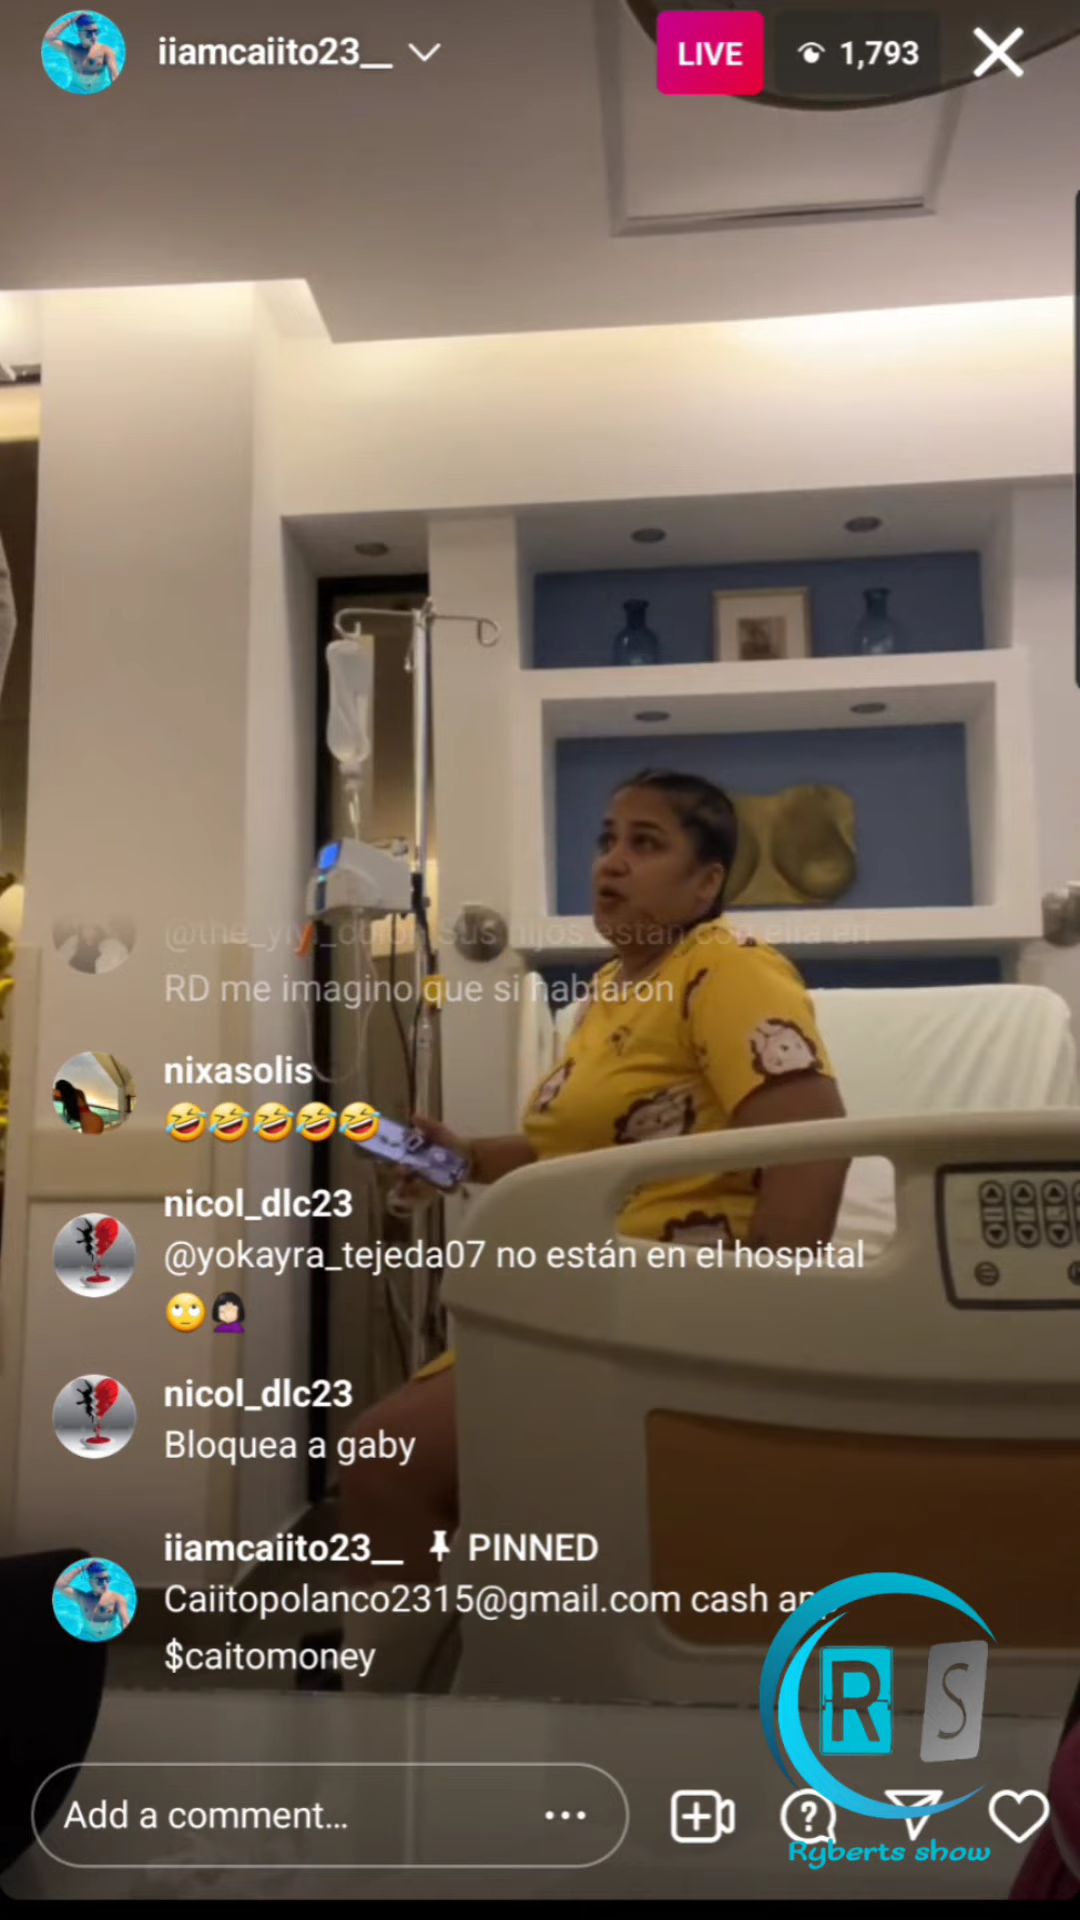 iiamcaiito23__
LIVE
1,793
RD me imagino que si hablaron
nixasolis
🤣🤣🤣🤣🤣
nicol_dlc23
@yokayra_tejeda07 no están en el hospital
🙄🤦🏻‍♀️
nicol_dlc23
Bloquea a gaby
iiamcaiito23__ PINNED
Caiitopolanco2315@gmail.com cash
$caitomoney
R S
Add a comment...
Ryberts show